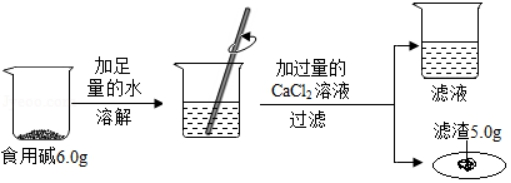 加足
量的水
溶解
食用碱6.0g
加过量的
CaCl₂溶液
过滤
滤液
滤渣5.0g